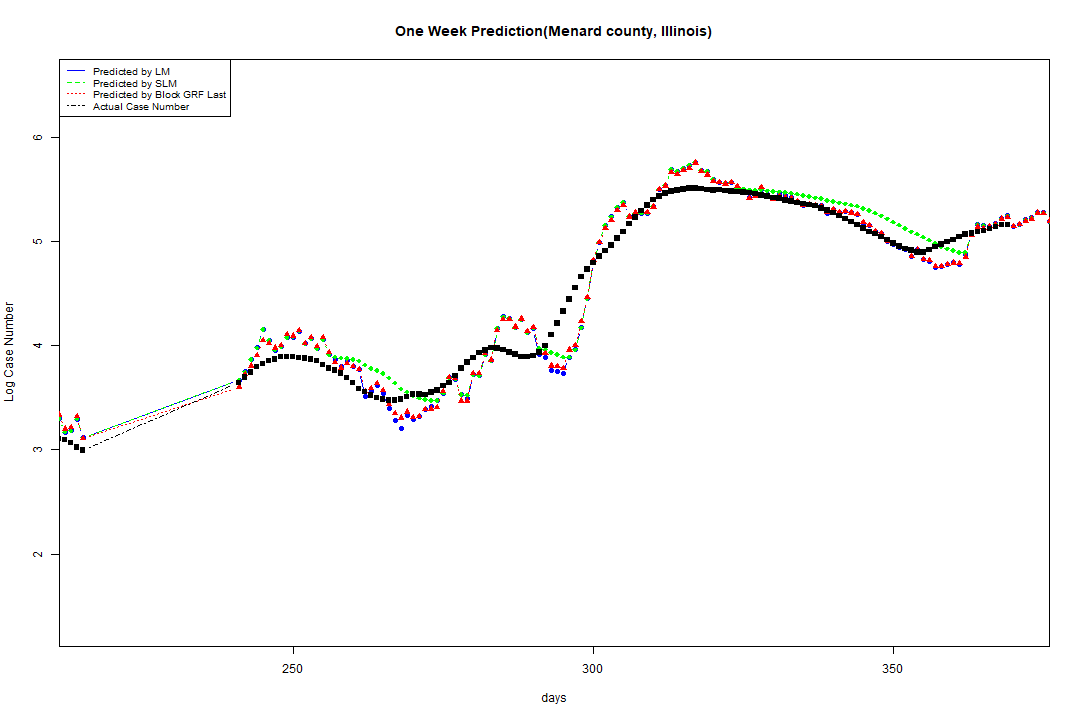 One Week Prediction(Menard county, Illinois)
Predicted by LM
Predicted by SLM
Predicted by Block GRF Last
Actual Case Number
6
5
4
3
2
Log Case Number
250 300 350
days